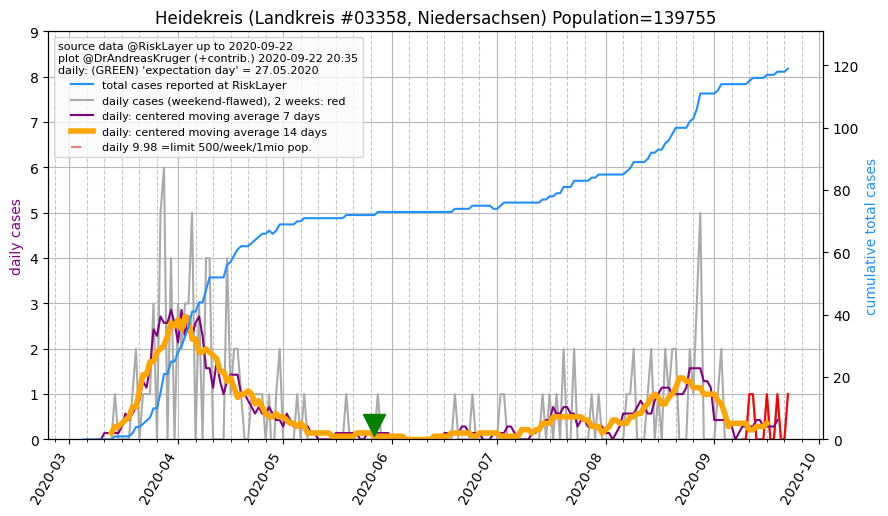 Heidekreis (Landkreis #03358, Niedersachsen) Population=139755
source data @RiskLayer up to 2020-09-22
plot @DrAndreasKruger (+contrib.) 2020-09-22 20:35
daily: (GREEN) 'expectation day' = 27.05.2020
total cases reported at RiskLayer
daily cases (weekend-flawed), 2 weeks: red
daily: centered moving average 7 days
daily: centered moving average 14 days
daily 9.98 =limit 500/week/1mio pop.
daily cases
9
8
7
6
5
4
3
2
1
0
cumulative total cases
120
100
80
60
40
20
0
2020-03
2020-04
2020-05
2020-06
2020-07
2020-08
2020-09
2020-10